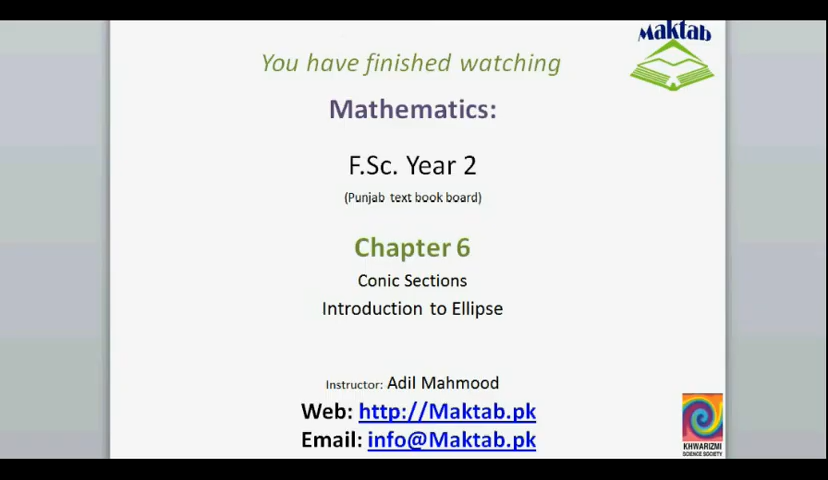 Maktab
You have finished watching
Mathematics:
F.Sc. Year 2
(Punjab text book board)
Chapter 6
Conic Sections
Introduction to Ellipse
Instructor: Adil Mahmood
Web: http://Maktab.pk
Email: info@Maktab.pk
KHWARIZMI
SCIENCE SOCIETY